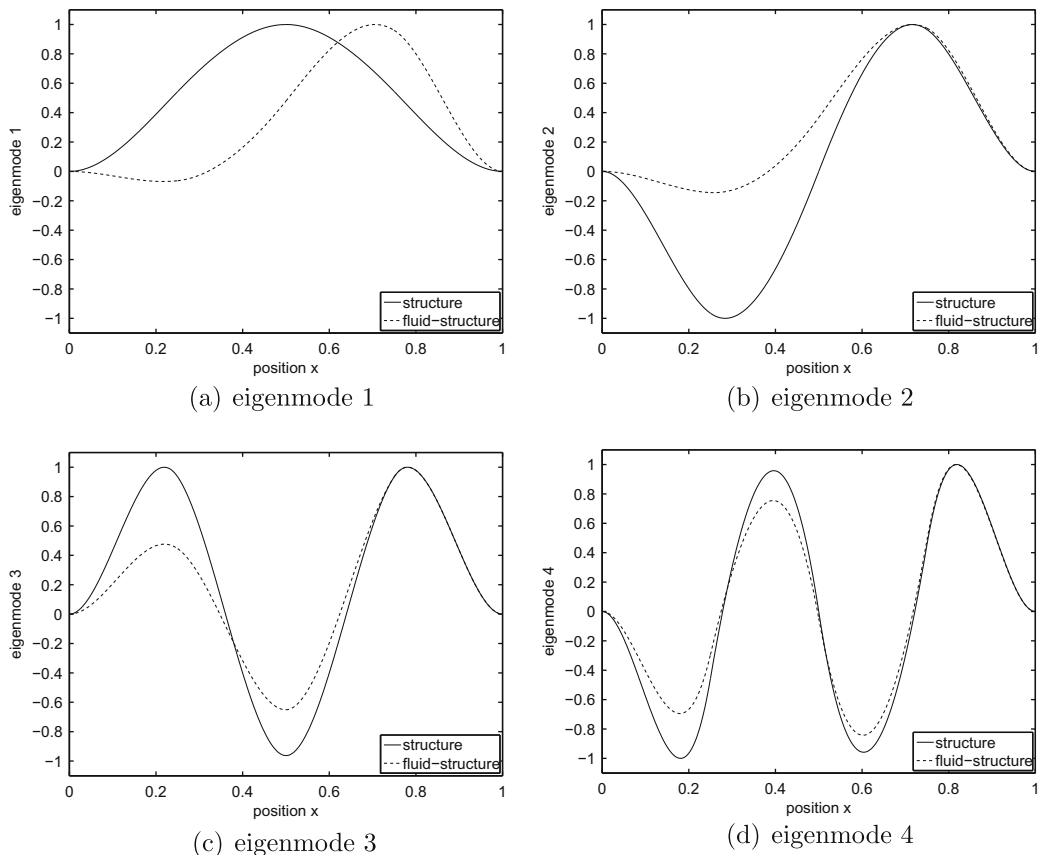 1
0.8
0.6
0.4
0.2
0
−0.2
−0.4
−0.6
−0.8
−1
eigenmode 1
structure
fluid−structure
0 0.2 0.4 0.6 0.8 1
position x
(a) eigenmode 1
1
0.8
0.6
0.4
0.2
0
−0.2
−0.4
−0.6
−0.8
−1
eigenmode 2
structure
fluid−structure
0 0.2 0.4 0.6 0.8 1
position x
(b) eigenmode 2
1
0.8
0.6
0.4
0.2
0
−0.2
−0.4
−0.6
−0.8
−1
eigenmode 3
structure
fluid−structure
0 0.2 0.4 0.6 0.8 1
position x
(c) eigenmode 3
1
0.8
0.6
0.4
0.2
0
−0.2
−0.4
−0.6
−0.8
−1
eigenmode 4
structure
fluid−structure
0 0.2 0.4 0.6 0.8 1
position x
(d) eigenmode 4